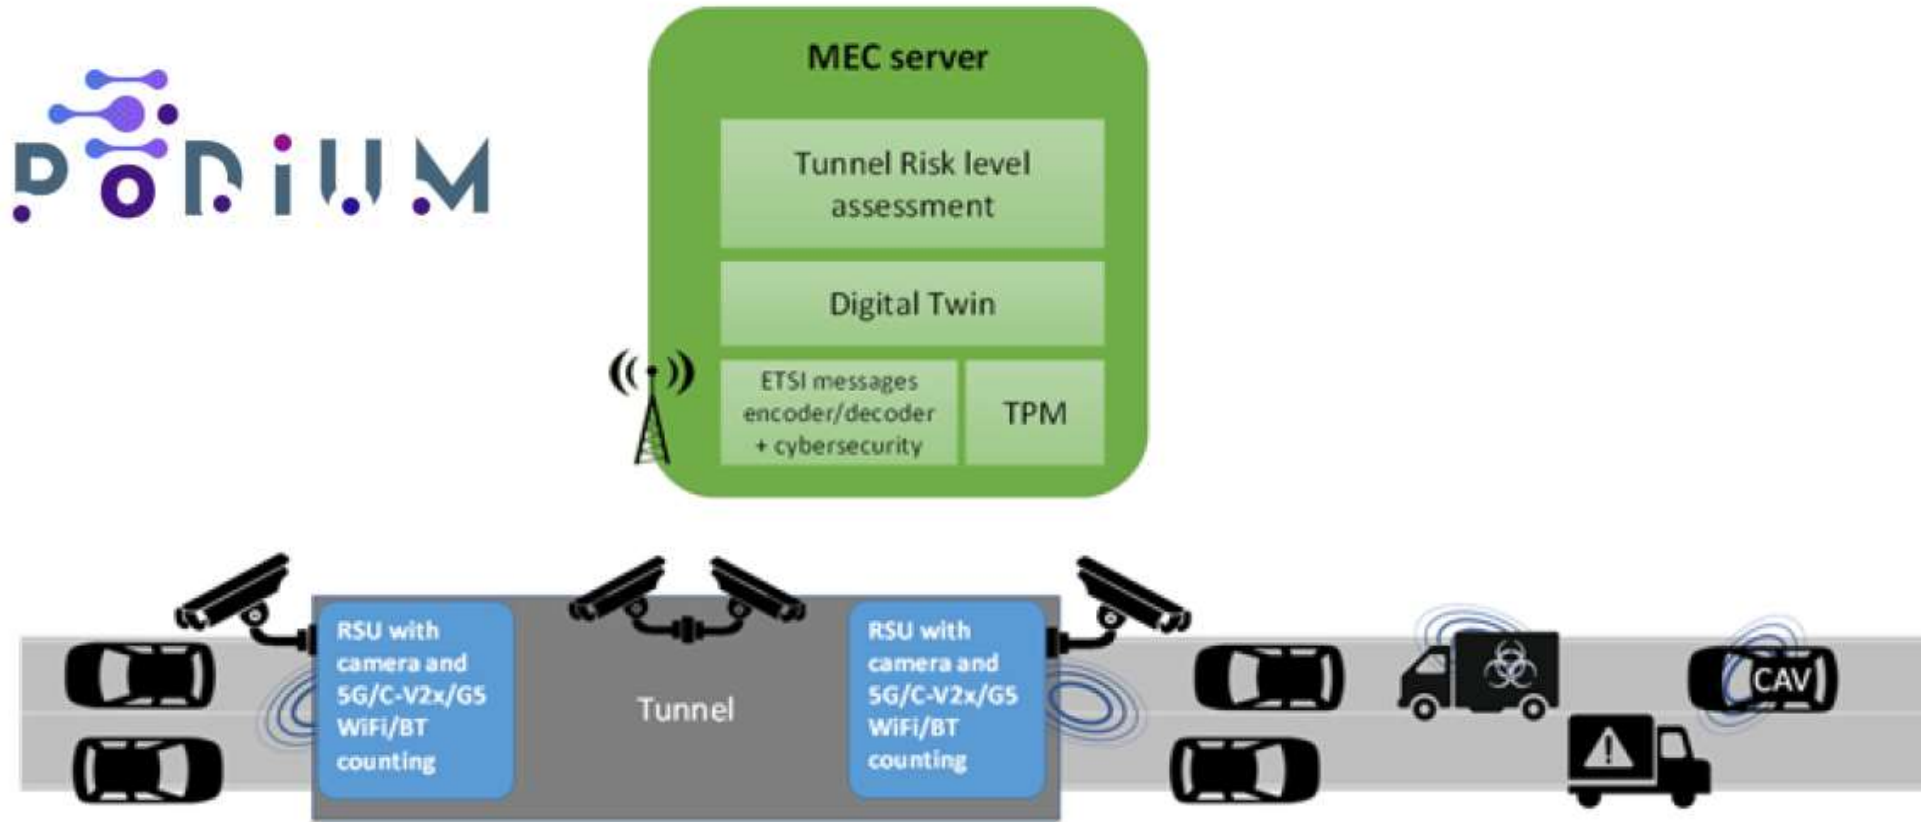 PODiUM
MEC server
Tunnel Risk level
assessment
Digital Twin
ETSI messages
encoder/decoder
+ cybersecurity
TPM
RSU with
camera and
5G/C-V2x/G5
WiFi/BT
counting
Tunnel
RSU with
camera and
5G/C-V2x/G5
WiFi/BT
counting
CAV